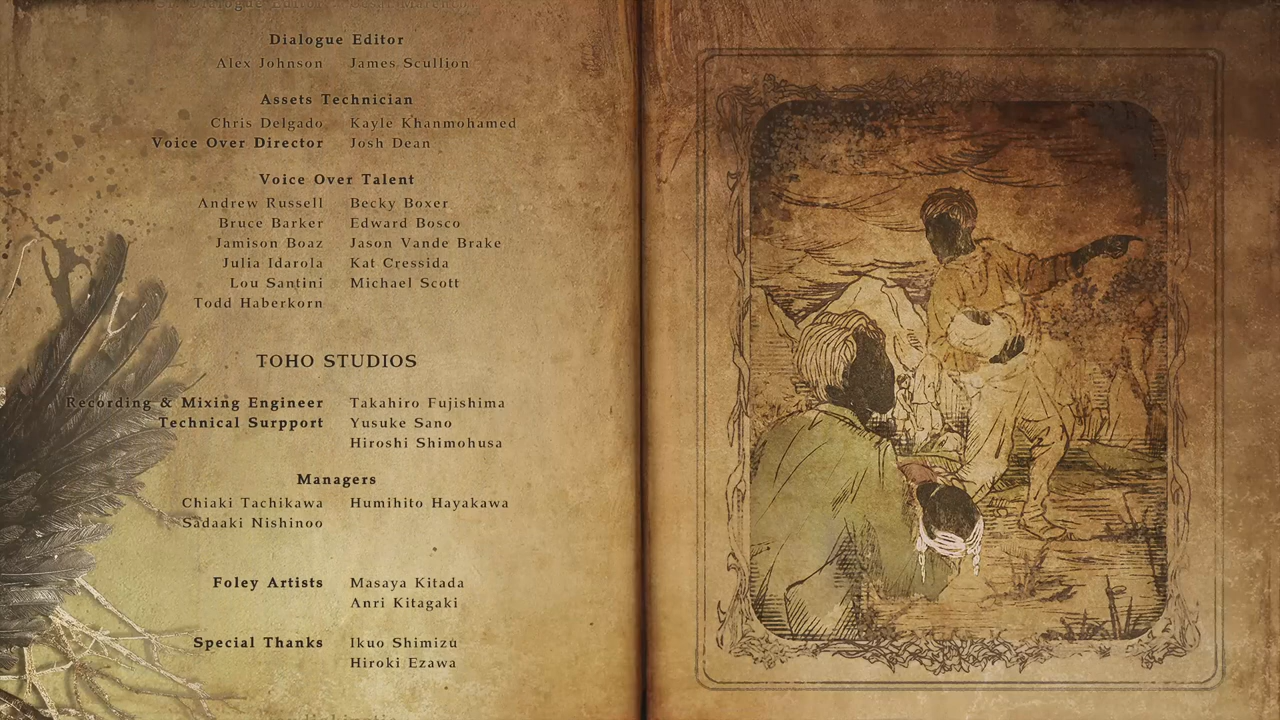 Dialogue Editor
Alex Johnson James Scullion
Assets Technician
Chris Delgado Kayle Khanmohamed
Voice Over Director Josh Dean
Voice Over Talent
Andrew Russell Becky Boxer
Bruce Barker Edward Bosco
Jamison Boaz Jason Vande Brake
Julia Idarola Kat Cressida
Lou Santini Michael Scott
Todd Haberkorn
TOHO STUDIOS
Recording & Mixing Engineer Takahiro Fujishima
Technical Surpport Yusuke Sano
Hiroshi Shimohusa
Managers
Chiaki Tachikawa Humihito Hayakawa
Sadaaki Nishinoo
Foley Artists Masaya Kitada
Anri Kitagaki
Special Thanks Ikuo Shimizu
Hiroki Ezawa